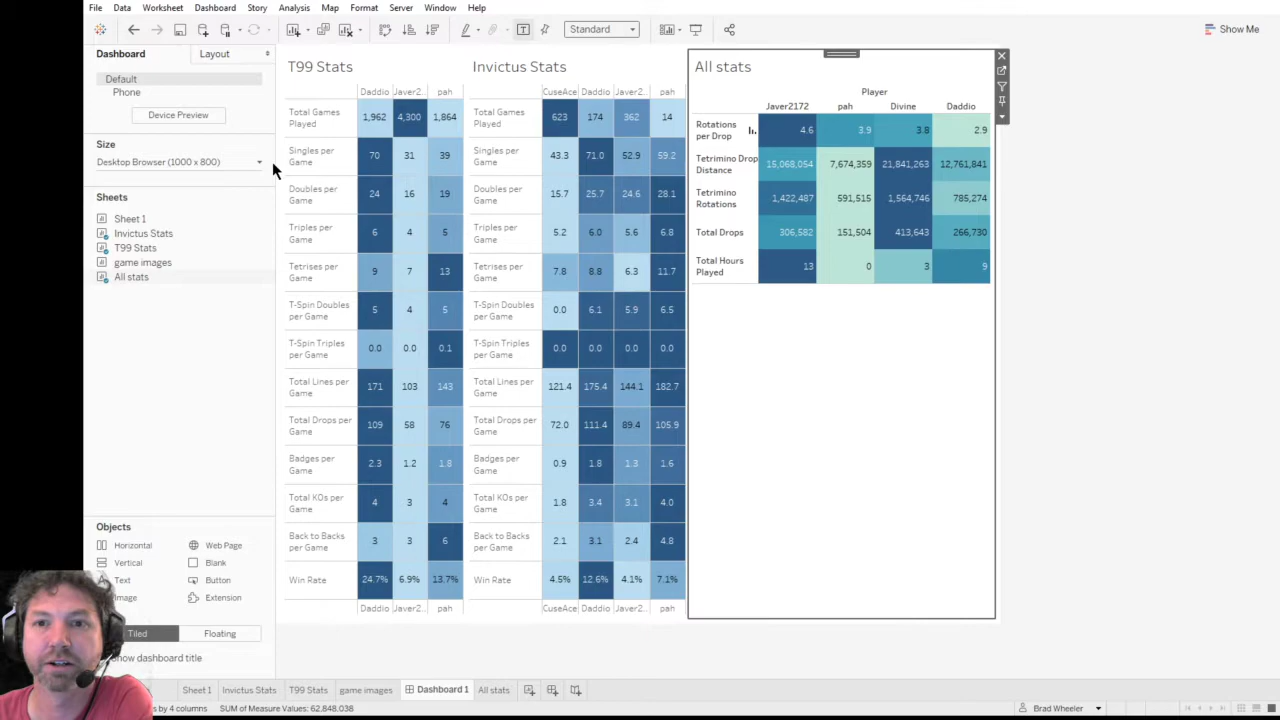 File Data Worksheet Dashboard Story Analysis Map Format Server Window Help
Standard
Show Me
Dashboard Layout
Default
Phone
Device Preview
Size
Desktop Browser (1000 x 800)
Sheets
Sheet 1
Invictus Stats
T99 Stats
game images
All stats
Objects
Horizontal Web Page
Vertical Blank
Text Button
Image Extension
Tiled Floating
Show dashboard title
T99 Stats
Daddio Javer2.. pah
Total Games
Played 1,962 4,300 1,864
Singles per
Game 70 31 39
Doubles per
Game 24 16 19
Triples per
Game 6 4 5
Tetrises per
Game 9 7 13
T-Spin Doubles
per Game 5 4 5
T-Spin Triples
per Game 0.0 0.0 0.1
Total Lines per
Game 171 103 143
Total Drops per
Game 109 58 76
Badges per
Game 2.3 1.2 1.8
Total KOs per
Game 4 3 4
Back to Backs
per Game 3 3 6
Win Rate 24.7% 6.9% 13.7%
Daddio Javer2.. pah
Invictus Stats
CuseAce Daddio Javer2.. pah
Total Games
Played 623 174 362 14
Singles per
Game 43.3 71.0 52.9 59.2
Doubles per
Game 15.7 25.7 24.6 28.1
Triples per
Game 5.2 6.0 5.6 6.8
Tetrises per
Game 7.8 8.8 6.3 11.7
T-Spin Doubles
per Game 0.0 6.1 5.9 6.5
T-Spin Triples
per Game 0.0 0.0 0.0 0.0
Total Lines per
Game 121.4 175.4 144.1 182.7
Total Drops per
Game 72.0 111.4 89.4 105.9
Badges per
Game 0.9 1.8 1.3 1.6
Total KOs per
Game 1.8 3.4 3.1 4.0
Back to Backs
per Game 2.1 3.1 2.4 4.8
Win Rate 4.5% 12.6% 4.1% 7.1%
CuseAce Daddio Javer2.. pah
All stats
Player
Javer2172 pah Divine Daddio
Rotations
per Drop 4.6 3.9 3.8 2.9
Tetrimino Drop
Distance 15,068,054 7,674,359 21,841,263 12,761,841
Tetrimino
Rotations 1,422,487 591,515 1,564,746 785,274
Total Drops 306,582 151,504 413,643 266,730
Total Hours
Played 13 0 3 9
Sheet 1 Invictus Stats T99 Stats game images Dashboard 1 All stats
by 4 columns SUM of Measure Values: 62,848,038 Brad Wheeler